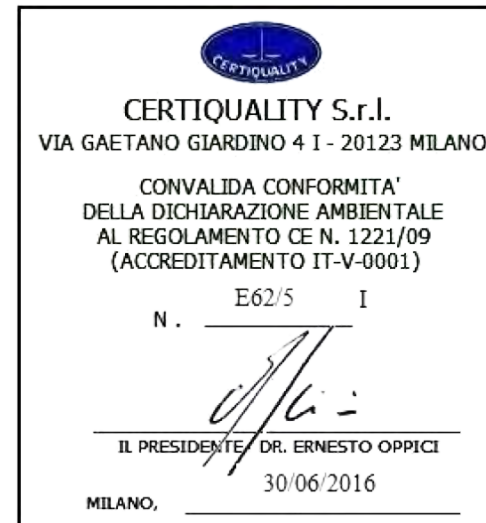 CERTIQUALITY
CERTIQUALITY S.r.l.
VIA GAETANO GIARDINO 4 I - 20123 MILANO
CONVALIDA CONFORMITA'
DELLA DICHIARAZIONE AMBIENTALE
AL REGOLAMENTO CE N. 1221/09
(ACCREDITAMENTO IT-V-0001)
N. E62/5 I
IL PRESIDENTE DR. ERNESTO OPPICI
MILANO, 30/06/2016